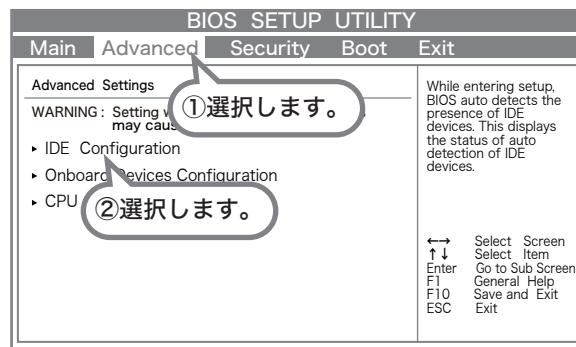 BIOS SETUP UTILITY
Main Advanced Security Boot Exit
Advanced Settings
WARNING : Setting
may
①選択します。
▸ IDE Configuration
▸ Onboard Devices Configuration
▸ CPU
②選択します。
While entering setup,
BIOS auto detects the
presence of IDE
devices. This displays
the status of auto
detection of IDE
devices.
←→ Select Screen
↑↓ Select Item
Enter Go to Sub Screen
F1 General Help
F10 Save and Exit
ESC Exit